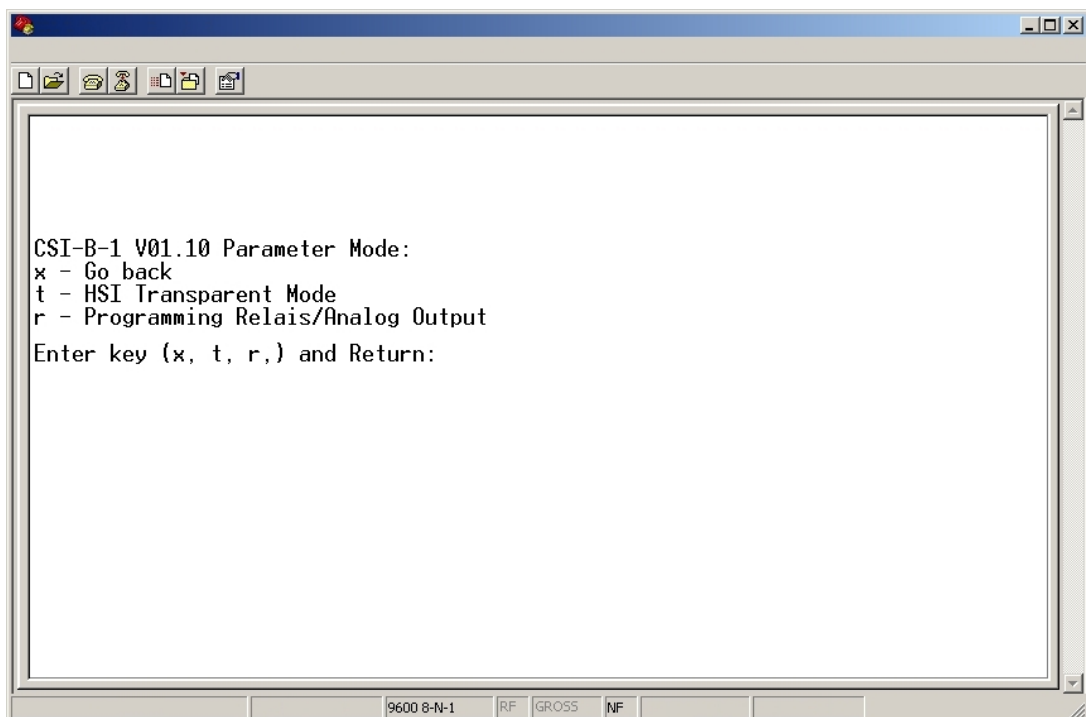 CSI-B-1 V01.10 Parameter Mode:
x - Go back
t - HSI Transparent Mode
r - Programming Relais/Analog Output
Enter key (x, t, r,) and Return:
9600 8-N-1 RF GROSS NF